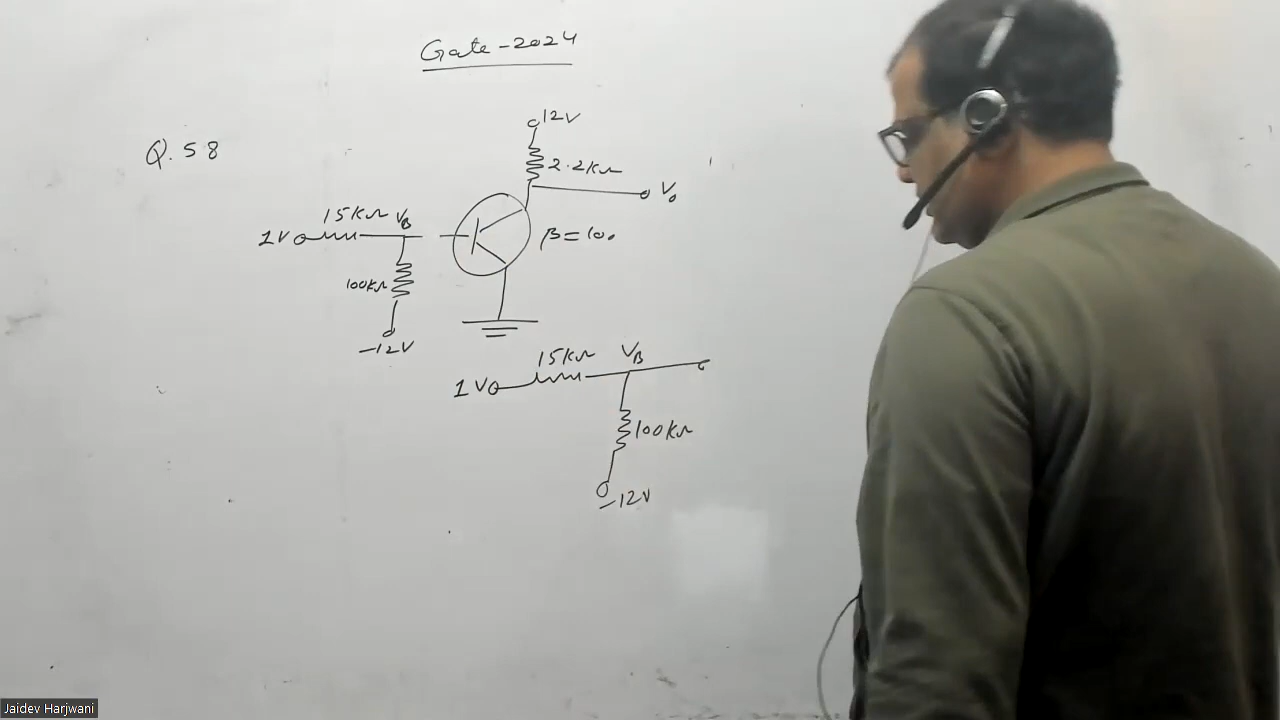 Gate-2024
Q. 58
12V
2.2KΩ
Vo
15KΩ VB
1V
β=100
100KΩ
-12V
15KΩ VB
1V
100KΩ
-12V
Jaidev Harjwani